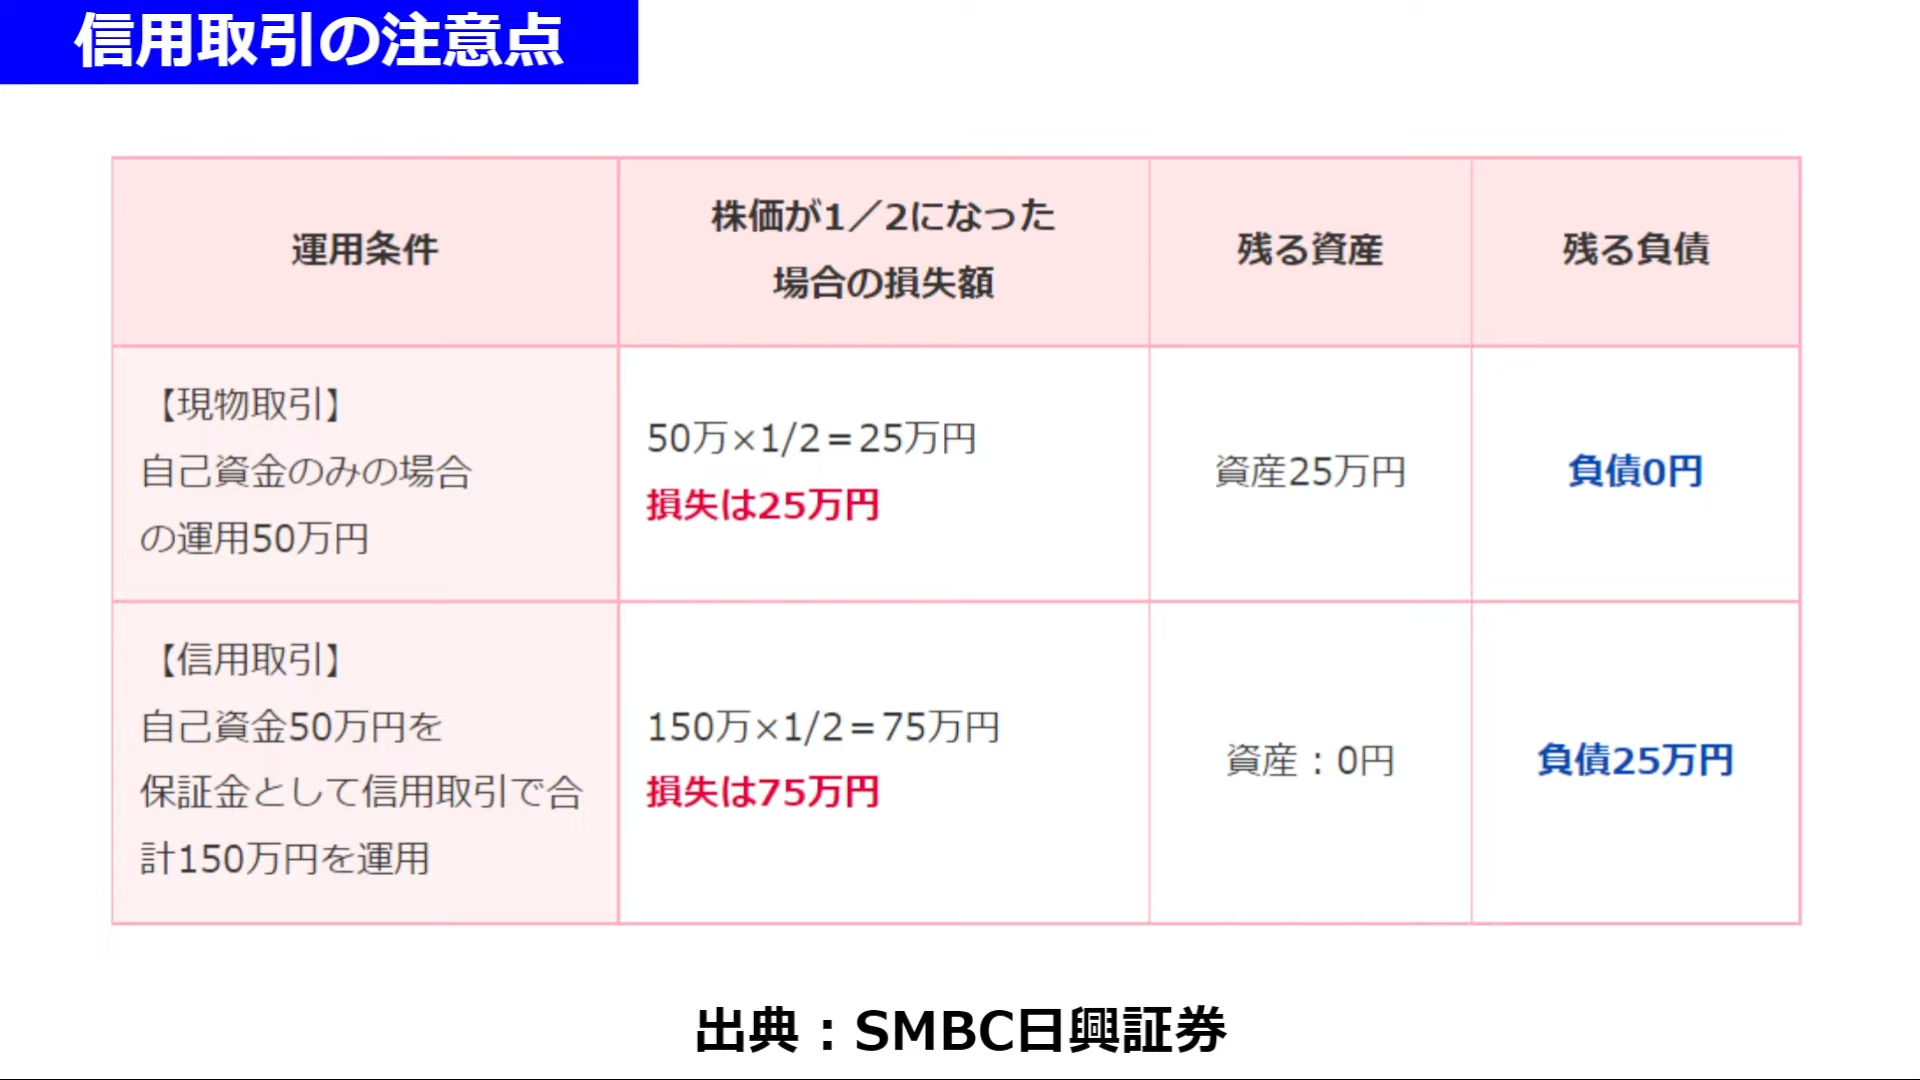 信用取引の注意点
運用条件
株価が1／2になった
場合の損失額
残る資産
残る負債
【現物取引】
自己資金のみの場合
の運用50万円
50万×1/2＝25万円
損失は25万円
資産25万円
負債0円
【信用取引】
自己資金50万円を
保証金として信用取引で合
計150万円を運用
150万×1/2＝75万円
損失は75万円
資産：0円
負債25万円
出典：SMBC日興証券